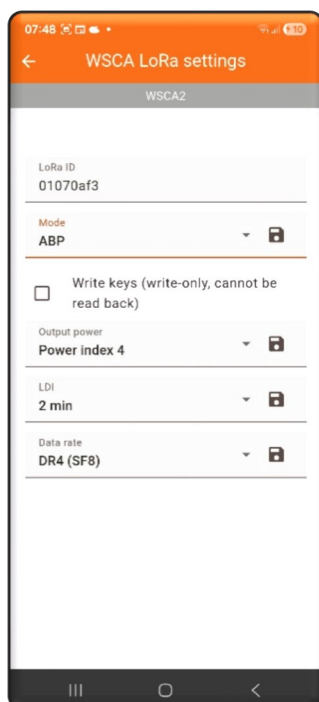 07:48
10
WSCA LoRa settings
WSCA2
LoRa ID
01070af3
Mode
ABP
Write keys (write-only, cannot be
read back)
Output power
Power index 4
LDI
2 min
Data rate
DR4 (SF8)